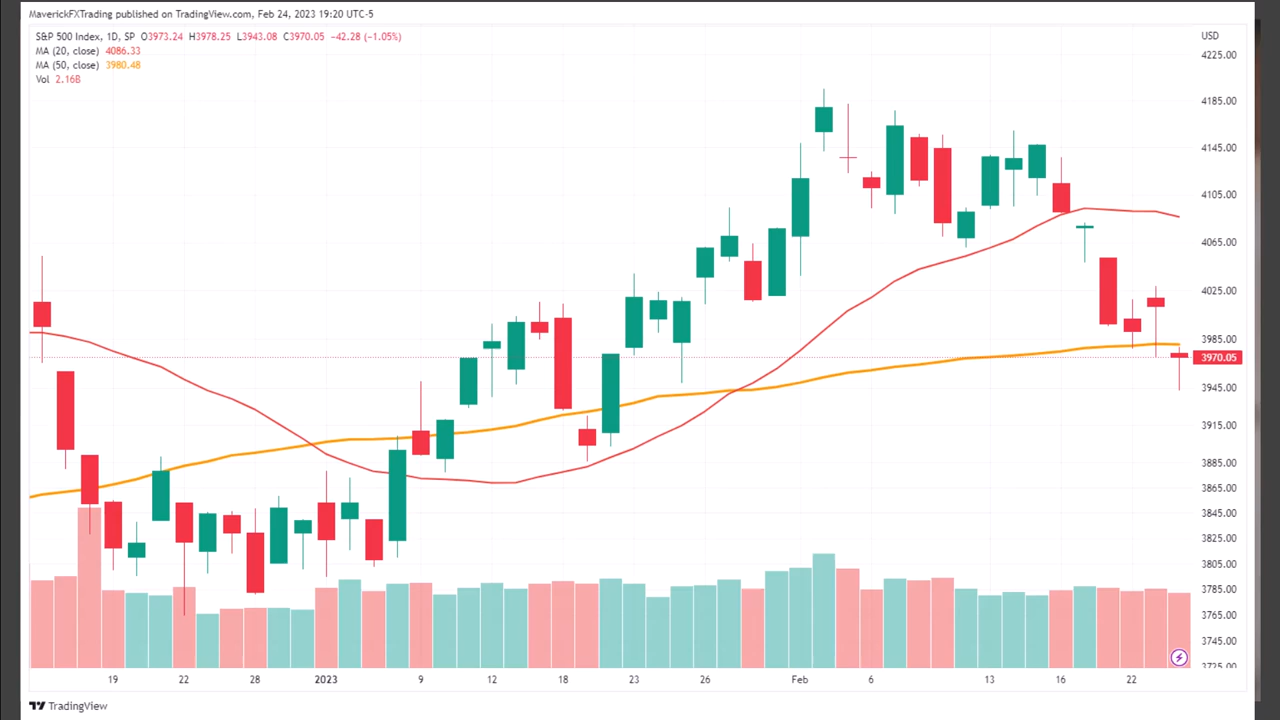 MaverickFXTrading published on TradingView.com, Feb 24, 2023 19:20 UTC-5
S&P 500 Index, 1D, SP O3973.24 H3978.25 L3943.08 C3970.05 −42.28 (−1.05%)
MA (20, close) 4086.33
MA (50, close) 3980.48
Vol 2.16B
USD
4225.00
4185.00
4145.00
4105.00
4065.00
4025.00
3985.00
3970.05
3945.00
3915.00
3885.00
3865.00
3845.00
3825.00
3805.00
3785.00
3765.00
3745.00
3725.00
19 22 28 2023 9 12 18 23 26 Feb 6 13 16 22
TradingView